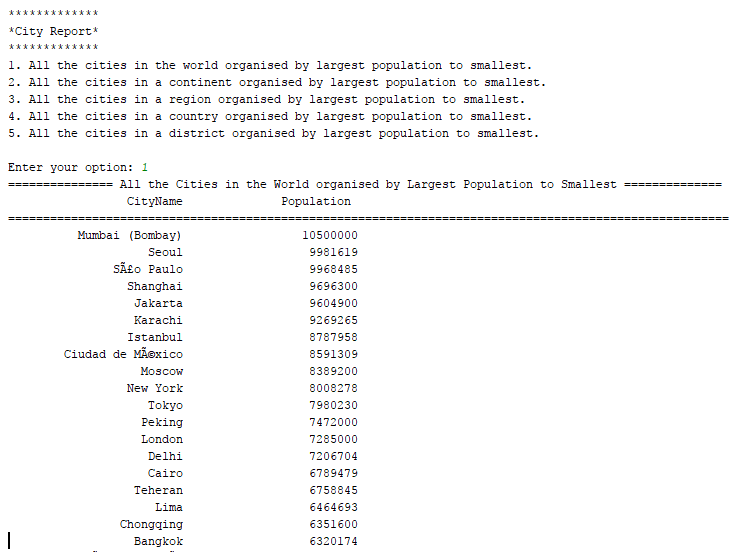 *************
*City Report*
*************
1. All the cities in the world organised by largest population to smallest.
2. All the cities in a continent organised by largest population to smallest.
3. All the cities in a region organised by largest population to smallest.
4. All the cities in a country organised by largest population to smallest.
5. All the cities in a district organised by largest population to smallest.
Enter your option: 1
=============== All the Cities in the World organised by Largest Population to Smallest ==============
CityName Population
=======================================================================================================
Mumbai (Bombay) 10500000
Seoul 9981619
SÃ£o Paulo 9968485
Shanghai 9696300
Jakarta 9604900
Karachi 9269265
Istanbul 8787958
Ciudad de MÃ©xico 8591309
Moscow 8389200
New York 8008278
Tokyo 7980230
Peking 7472000
London 7285000
Delhi 7206704
Cairo 6789479
Teheran 6758845
Lima 6464693
Chongqing 6351600
Bangkok 6320174